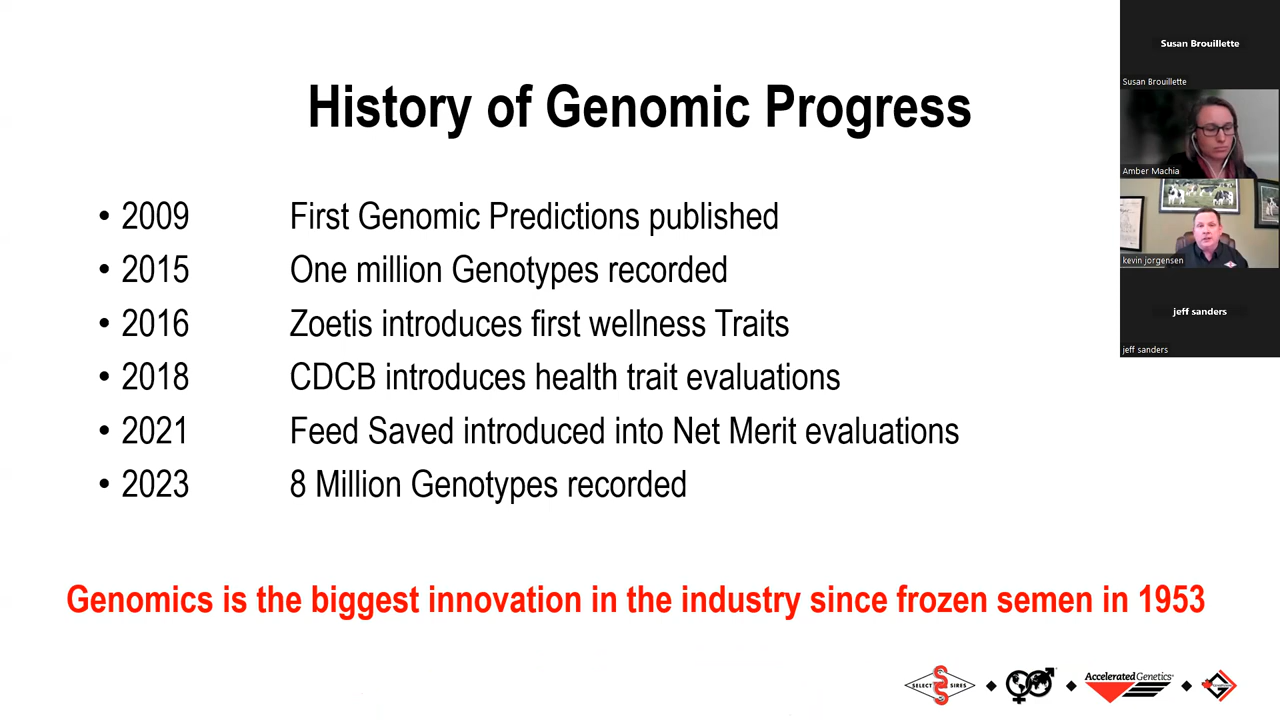 History of Genomic Progress
• 2009 First Genomic Predictions published
• 2015 One million Genotypes recorded
• 2016 Zoetis introduces first wellness Traits
• 2018 CDCB introduces health trait evaluations
• 2021 Feed Saved introduced into Net Merit evaluations
• 2023 8 Million Genotypes recorded
Genomics is the biggest innovation in the industry since frozen semen in 1953
SELECT SIRES
Accelerated Genetics
Susan Brouillette
Susan Brouillette
Amber Machia
kevin jorgensen
jeff sanders
jeff sanders